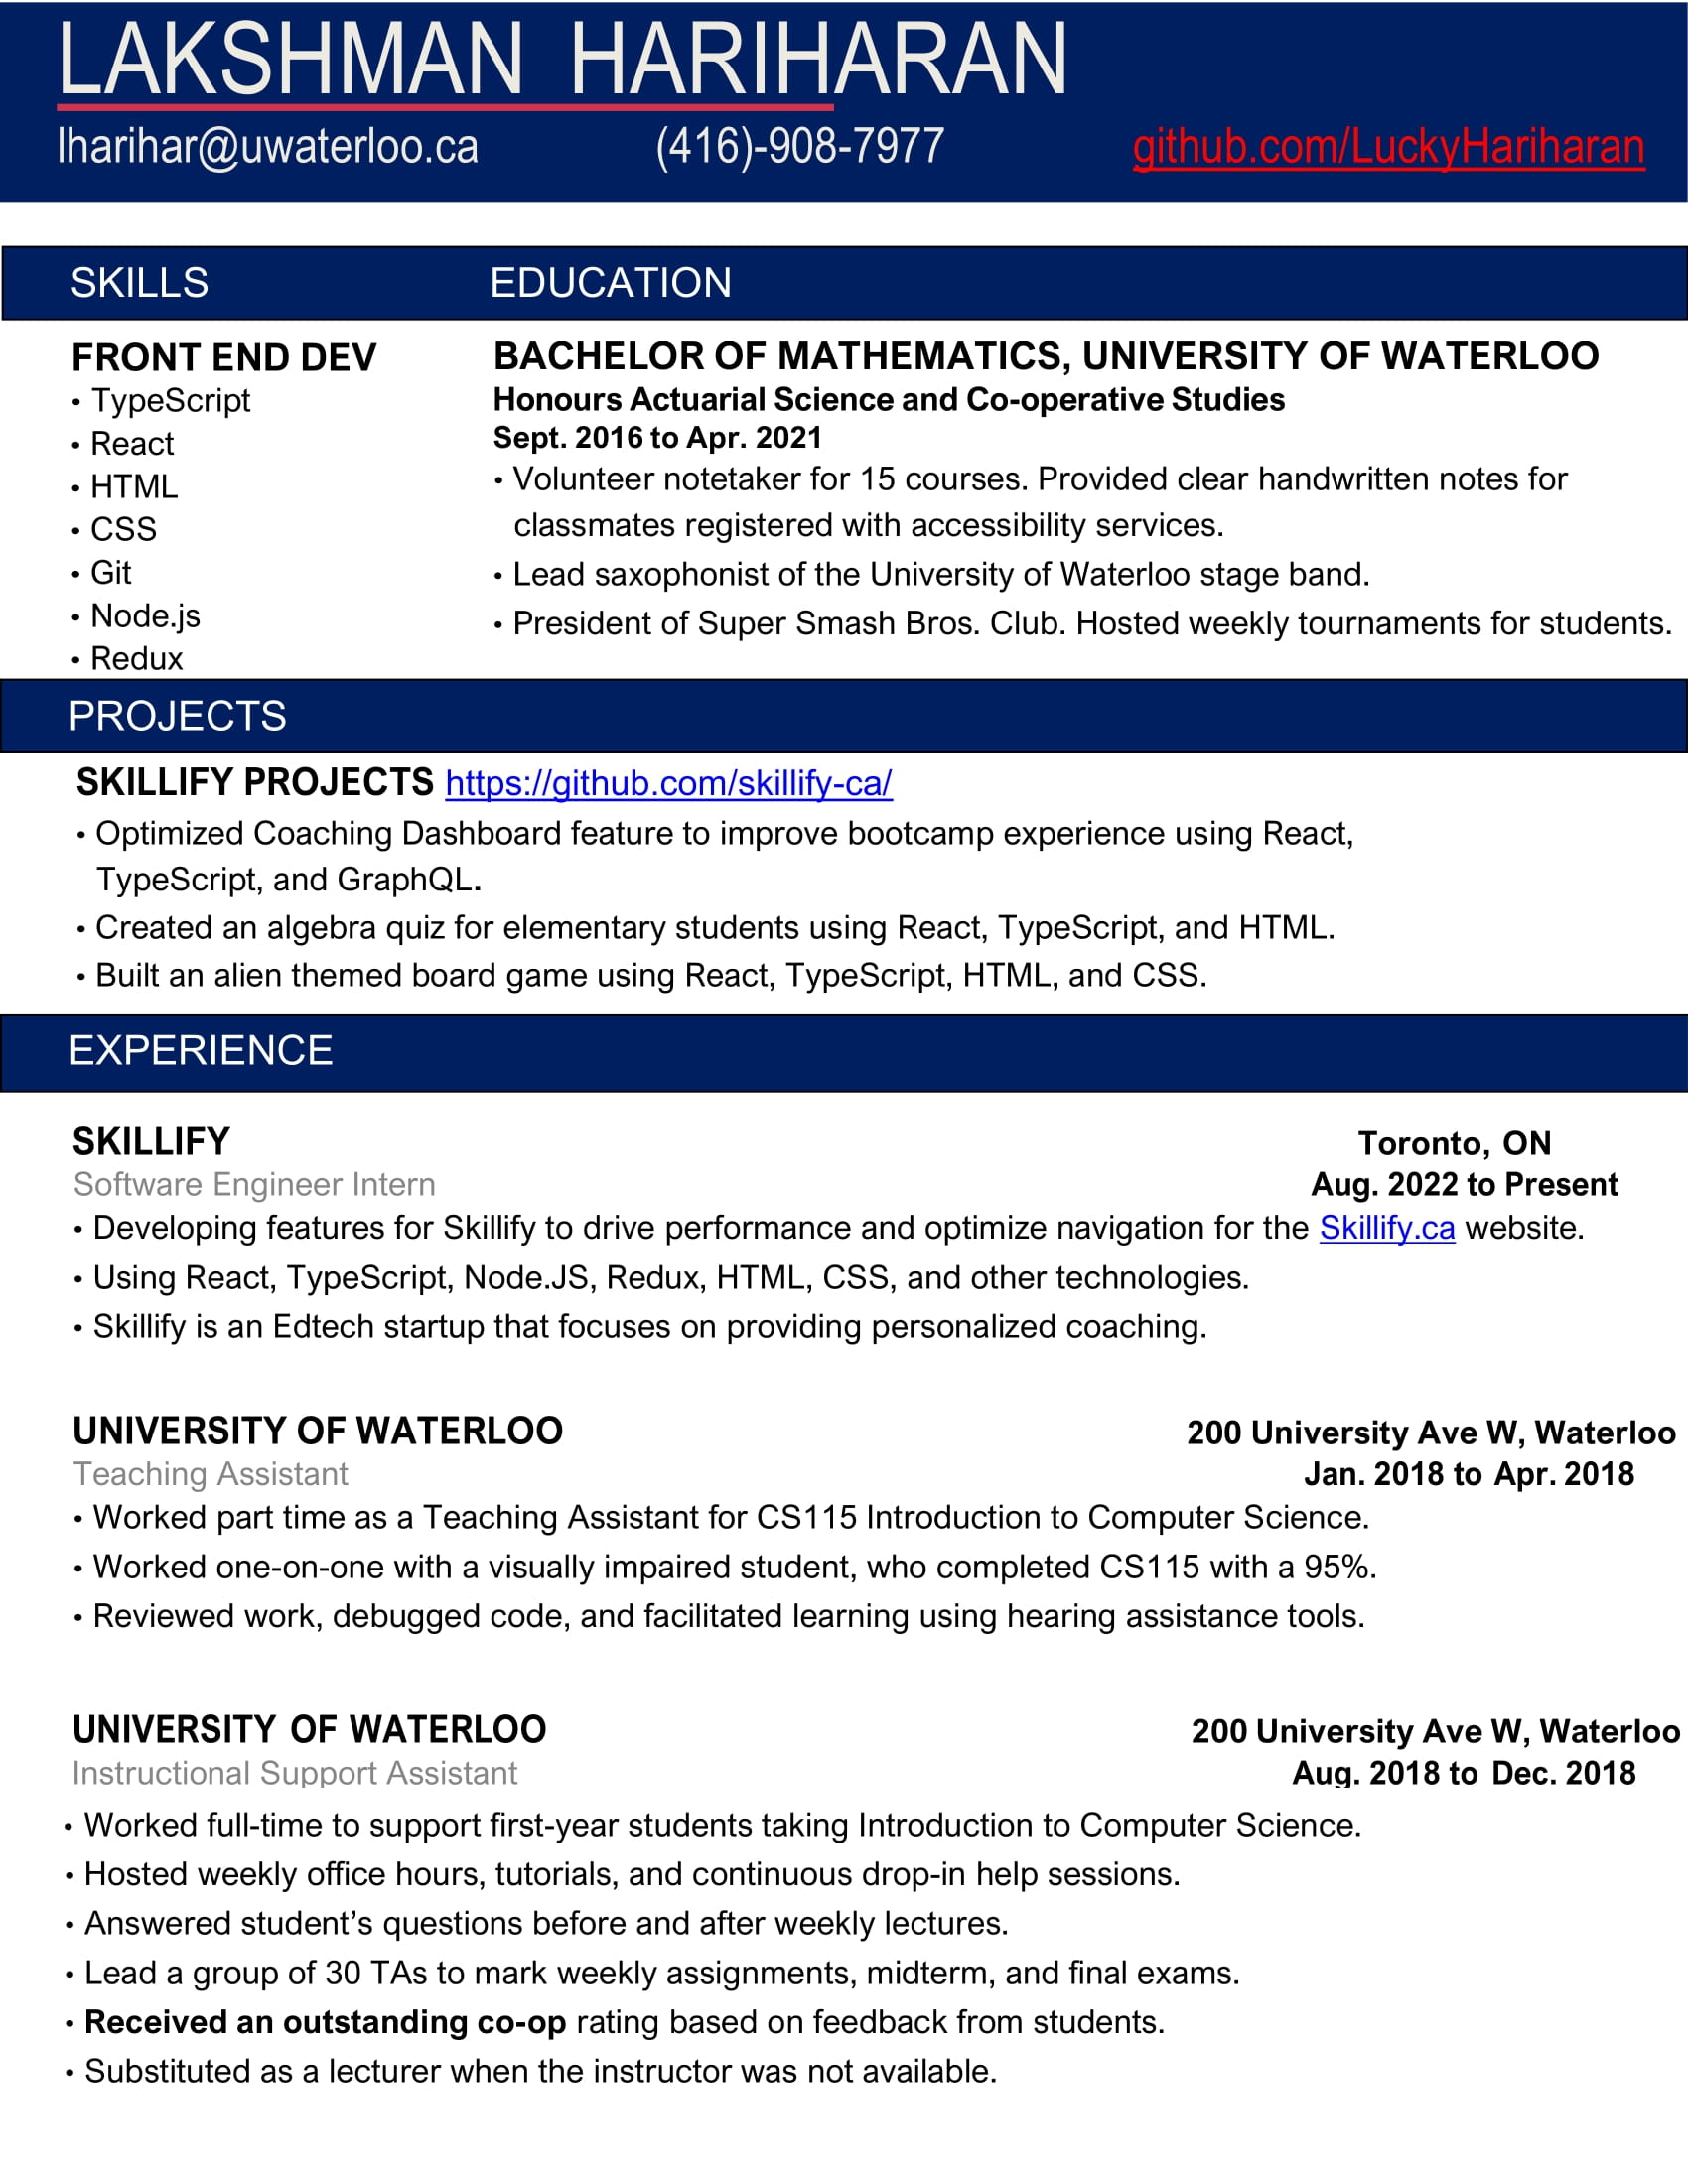 LAKSHMAN HARIHARAN
lharihar@uwaterloo.ca (416)-908-7977 github.com/LuckyHariharan
SKILLS
FRONT END DEV
• TypeScript
• React
• HTML
• CSS
• Git
• Node.js
• Redux
EDUCATION
BACHELOR OF MATHEMATICS, UNIVERSITY OF WATERLOO
Honours Actuarial Science and Co-operative Studies
Sept. 2016 to Apr. 2021
• Volunteer notetaker for 15 courses. Provided clear handwritten notes for
classmates registered with accessibility services.
• Lead saxophonist of the University of Waterloo stage band.
• President of Super Smash Bros. Club. Hosted weekly tournaments for students.
PROJECTS
SKILLIFY PROJECTS https://github.com/skillify-ca/
• Optimized Coaching Dashboard feature to improve bootcamp experience using React,
TypeScript, and GraphQL.
• Created an algebra quiz for elementary students using React, TypeScript, and HTML.
• Built an alien themed board game using React, TypeScript, HTML, and CSS.
EXPERIENCE
SKILLIFY Toronto, ON
Software Engineer Intern Aug. 2022 to Present
• Developing features for Skillify to drive performance and optimize navigation for the Skillify.ca website.
• Using React, TypeScript, Node.JS, Redux, HTML, CSS, and other technologies.
• Skillify is an Edtech startup that focuses on providing personalized coaching.
UNIVERSITY OF WATERLOO 200 University Ave W, Waterloo
Teaching Assistant Jan. 2018 to Apr. 2018
• Worked part time as a Teaching Assistant for CS115 Introduction to Computer Science.
• Worked one-on-one with a visually impaired student, who completed CS115 with a 95%.
• Reviewed work, debugged code, and facilitated learning using hearing assistance tools.
UNIVERSITY OF WATERLOO 200 University Ave W, Waterloo
Instructional Support Assistant Aug. 2018 to Dec. 2018
• Worked full-time to support first-year students taking Introduction to Computer Science.
• Hosted weekly office hours, tutorials, and continuous drop-in help sessions.
• Answered student’s questions before and after weekly lectures.
• Lead a group of 30 TAs to mark weekly assignments, midterm, and final exams.
• Received an outstanding co-op rating based on feedback from students.
• Substituted as a lecturer when the instructor was not available.